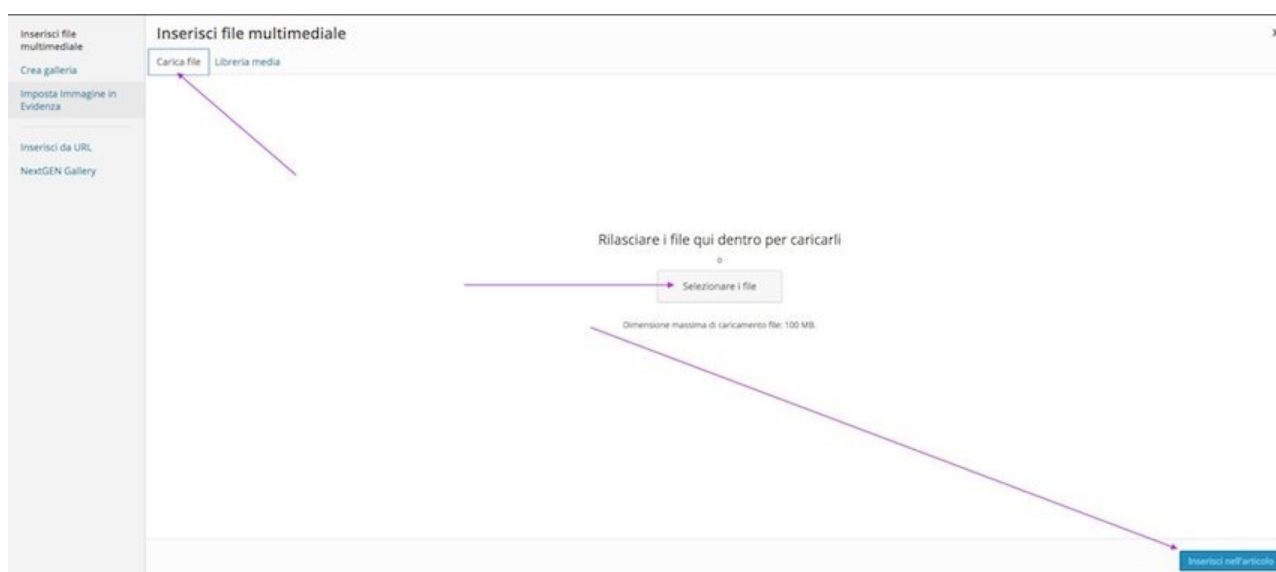 Inserisci file
multimediale
Crea galleria
Imposta Immagine in
Evidenza
Inserisci da URL
NextGEN Gallery
Inserisci file multimediale
x
Carica file
Libreria media
Rilasciare i file qui dentro per caricarli
o
Selezionare i file
Dimensione massima di caricamento file: 100 MB.
Inserisci nell'articolo